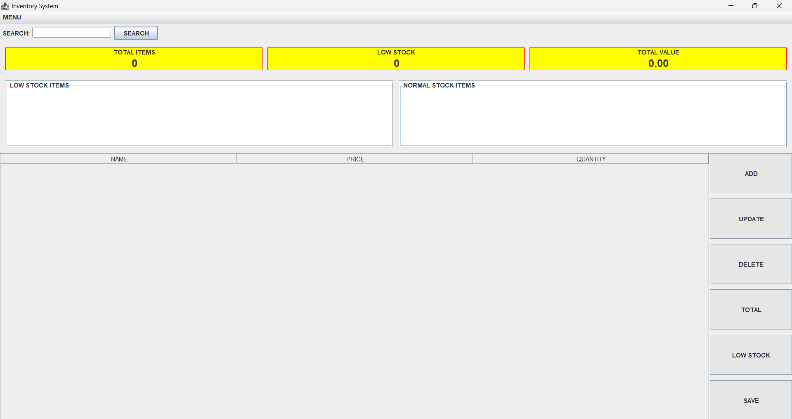 Inventory System
MENU
SEARCH: SEARCH
TOTAL ITEMS LOW STOCK TOTAL VALUE
0 0 0.00
LOW STOCK ITEMS NORMAL STOCK ITEMS
NAME PRICE QUANTITY
ADD
UPDATE
DELETE
TOTAL
LOW STOCK
SAVE